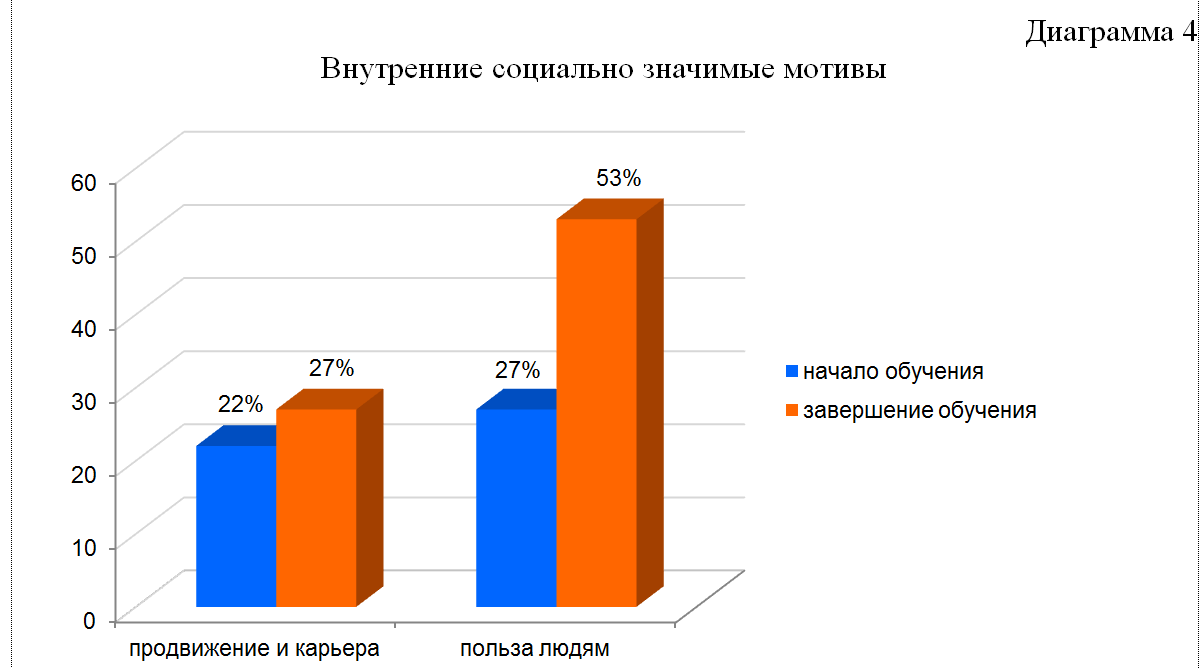 Диаграмма 4
Внутренние социально значимые мотивы
60
50
40
30
20
10
0
22%
27%
27%
53%
продвижение и карьера
польза людям
начало обучения
завершение обучения